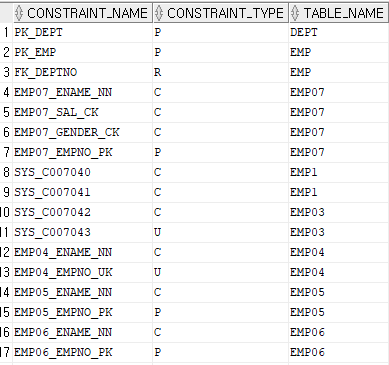 CONSTRAINT_NAME CONSTRAINT_TYPE TABLE_NAME
1 PK_DEPT P DEPT
2 PK_EMP P EMP
3 FK_DEPTNO R EMP
4 EMP07_ENAME_NN C EMP07
5 EMP07_SAL_CK C EMP07
6 EMP07_GENDER_CK C EMP07
7 EMP07_EMPNO_PK P EMP07
8 SYS_C007040 C EMP1
9 SYS_C007041 C EMP1
10 SYS_C007042 C EMP03
11 SYS_C007043 U EMP03
12 EMP04_ENAME_NN C EMP04
13 EMP04_EMPNO_UK U EMP04
14 EMP05_ENAME_NN C EMP05
15 EMP05_EMPNO_PK P EMP05
16 EMP06_ENAME_NN C EMP06
17 EMP06_EMPNO_PK P EMP06